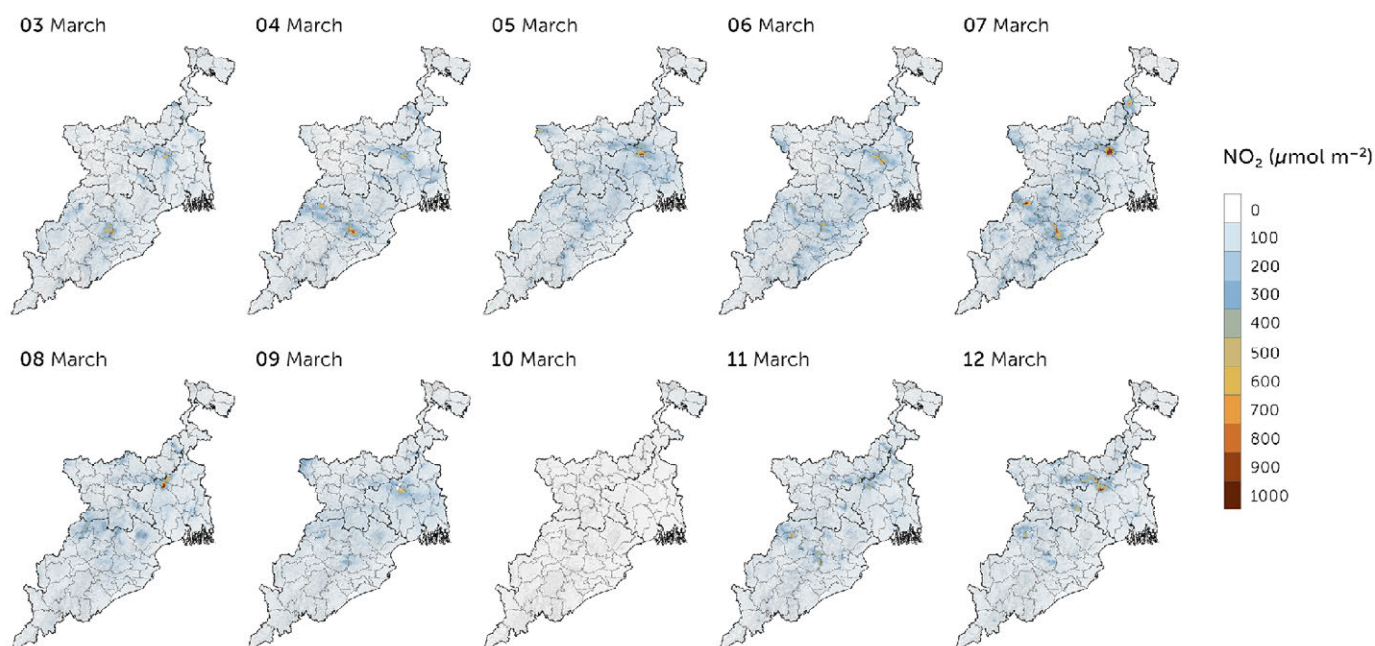 03 March
04 March
05 March
06 March
07 March
NO₂ (µmol m⁻²)
0
100
200
300
400
500
600
700
800
900
1000
08 March
09 March
10 March
11 March
12 March